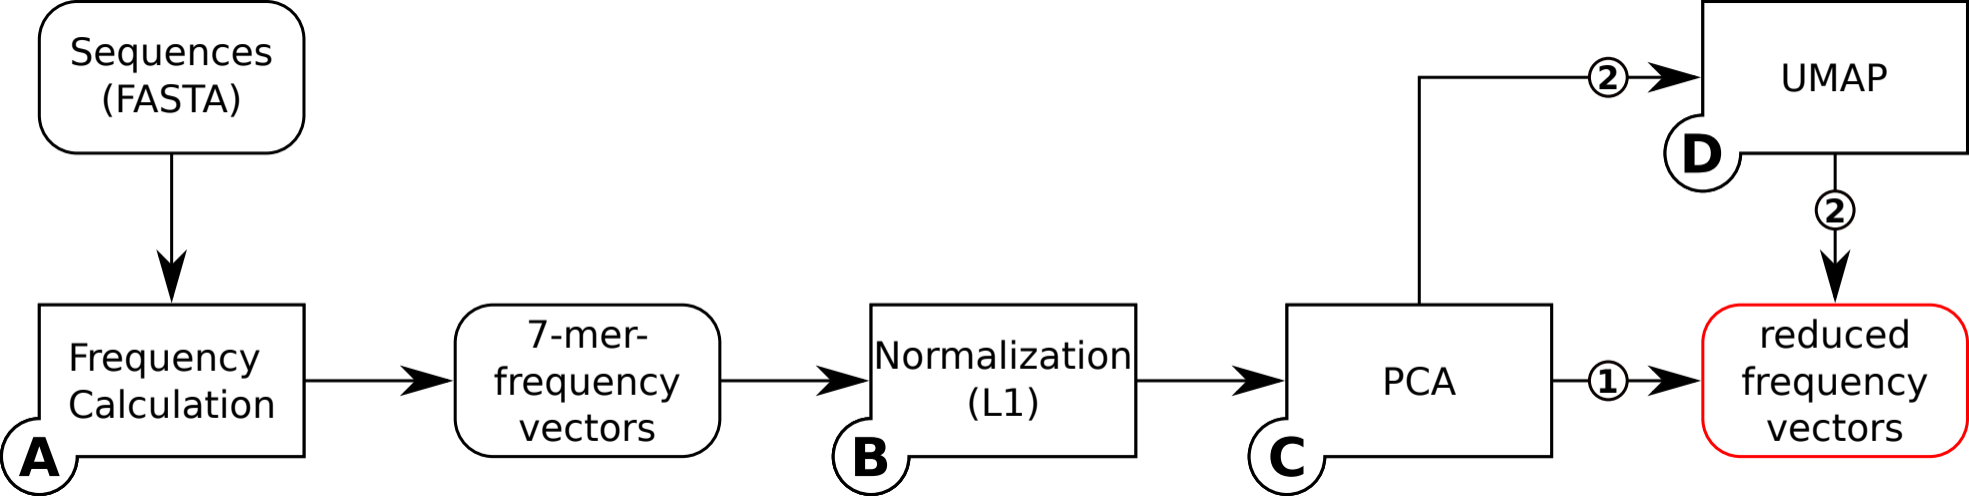 Sequences
(FASTA)
Frequency
Calculation
A
7-mer-
frequency
vectors
Normalization
(L1)
B
PCA
C
2
UMAP
D
2
1
reduced
frequency
vectors